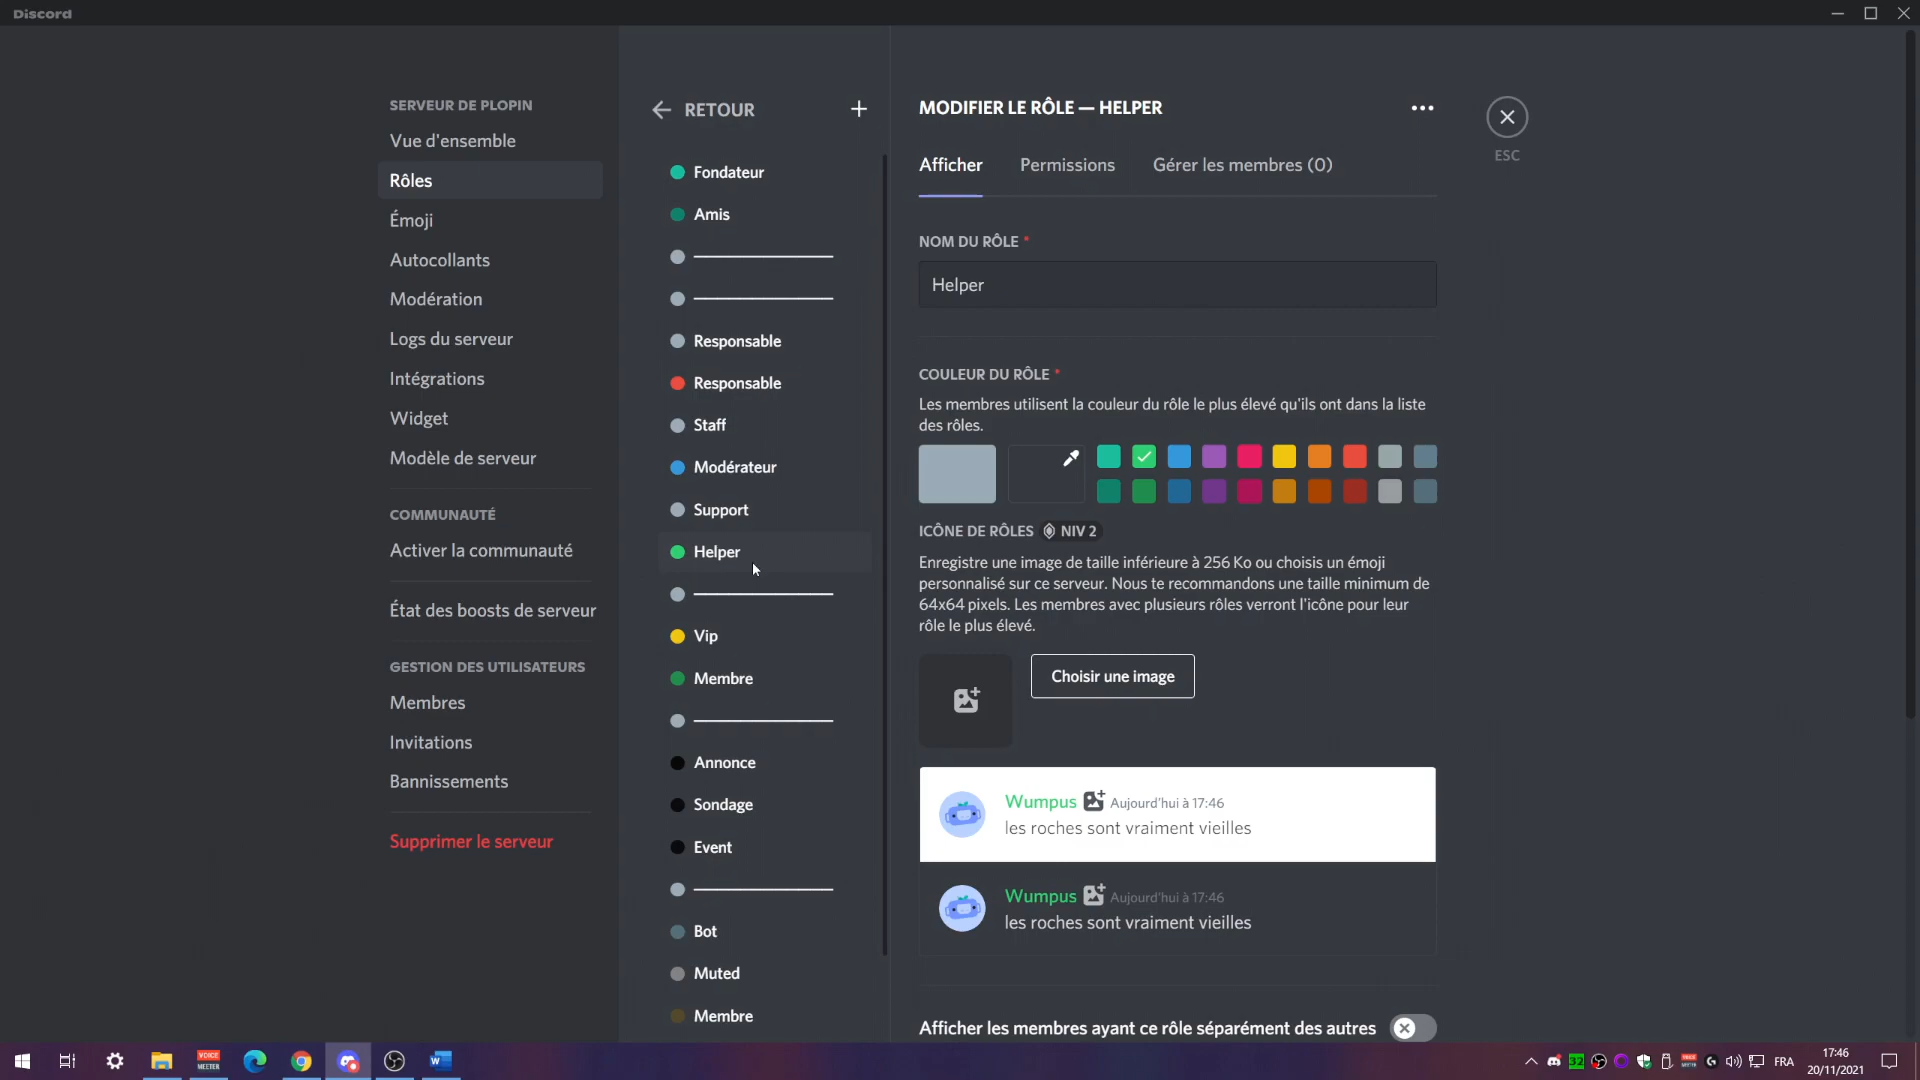 Discord
SERVEUR DE PLOPIN
Vue d'ensemble
Rôles
Émoji
Autocollants
Modération
Logs du serveur
Intégrations
Widget
Modèle de serveur
COMMUNAUTÉ
Activer la communauté
État des boosts de serveur
GESTION DES UTILISATEURS
Membres
Invitations
Bannissements
Supprimer le serveur
RETOUR
Fondateur
Amis
Responsable
Responsable
Staff
Modérateur
Support
Helper
Vip
Membre
Annonce
Sondage
Event
Bot
Muted
Membre
MODIFIER LE RÔLE — HELPER
ESC
Afficher Permissions Gérer les membres (0)
NOM DU RÔLE *
Helper
COULEUR DU RÔLE *
Les membres utilisent la couleur du rôle le plus élevé qu'ils ont dans la liste
des rôles.
ICÔNE DE RÔLES NIV 2
Enregistre une image de taille inférieure à 256 Ko ou choisis un émoji
personnalisé sur ce serveur. Nous te recommandons une taille minimum de
64x64 pixels. Les membres avec plusieurs rôles verront l'icône pour leur
rôle le plus élevé.
Choisir une image
Wumpus Aujourd'hui à 17:46
les roches sont vraiment vieilles
Wumpus Aujourd'hui à 17:46
les roches sont vraiment vieilles
Afficher les membres ayant ce rôle séparément des autres
VOICE
MEETER
32
FRA
17:46
20/11/2021